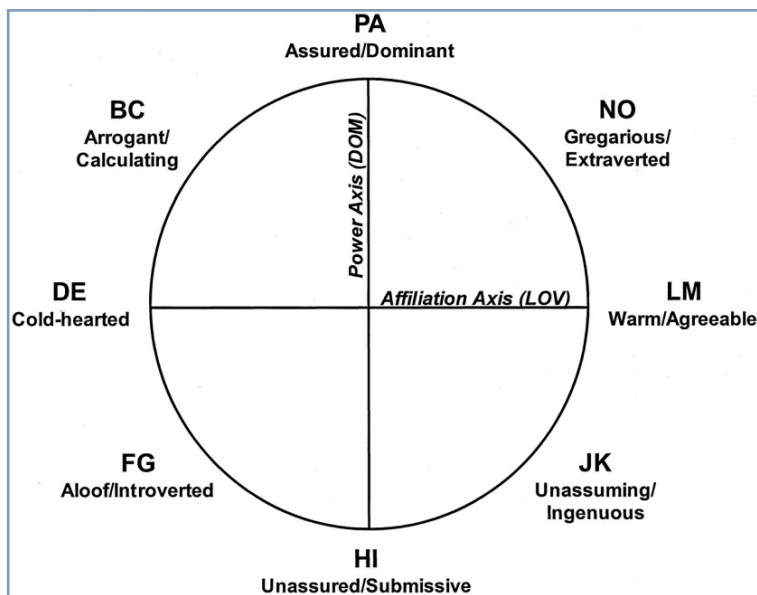 PA
Assured/Dominant
BC
Arrogant/
Calculating
NO
Gregarious/
Extraverted
Power Axis (DOM)
DE
Cold-hearted
Affiliation Axis (LOV)
LM
Warm/Agreeable
FG
Aloof/Introverted
JK
Unassuming/
Ingenuous
HI
Unassured/Submissive